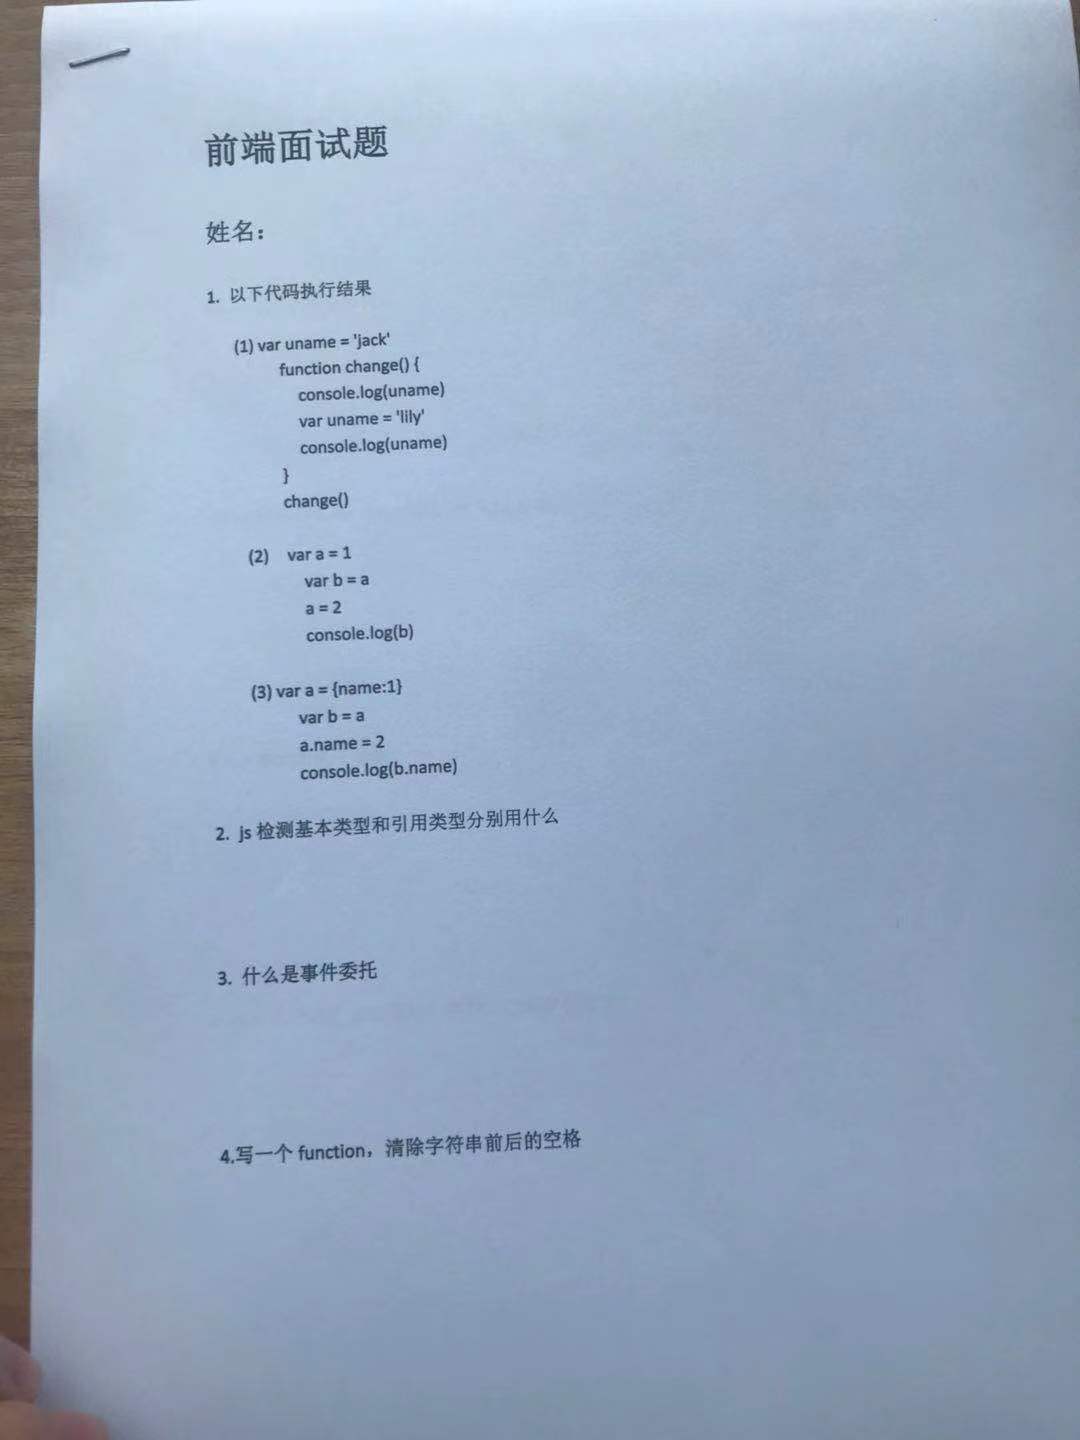 前端面试题
姓名：
1. 以下代码执行结果
(1) var uname = 'jack'
function change() {
console.log(uname)
var uname = 'lily'
console.log(uname)
}
change()
(2) var a = 1
var b = a
a = 2
console.log(b)
(3) var a = {name:1}
var b = a
a.name = 2
console.log(b.name)
2. js 检测基本类型和引用类型分别用什么
3. 什么是事件委托
4.写一个 function，清除字符串前后的空格